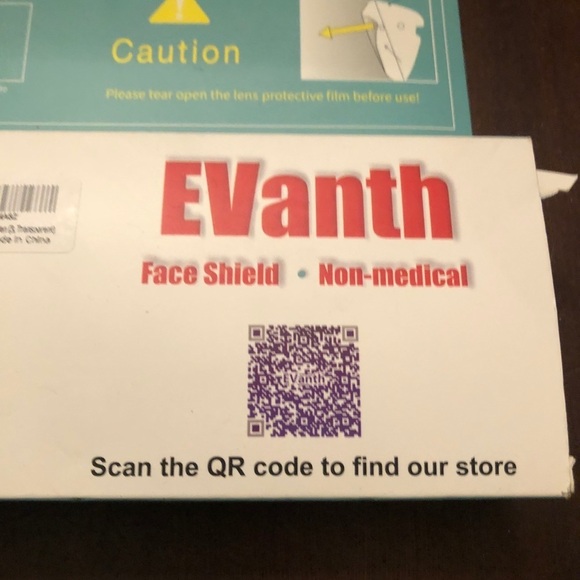 Caution
Please tear open the lens protective film before use!
EVanth
Face Shield • Non-medical
Made in China
EVanth
Scan the QR code to find our store